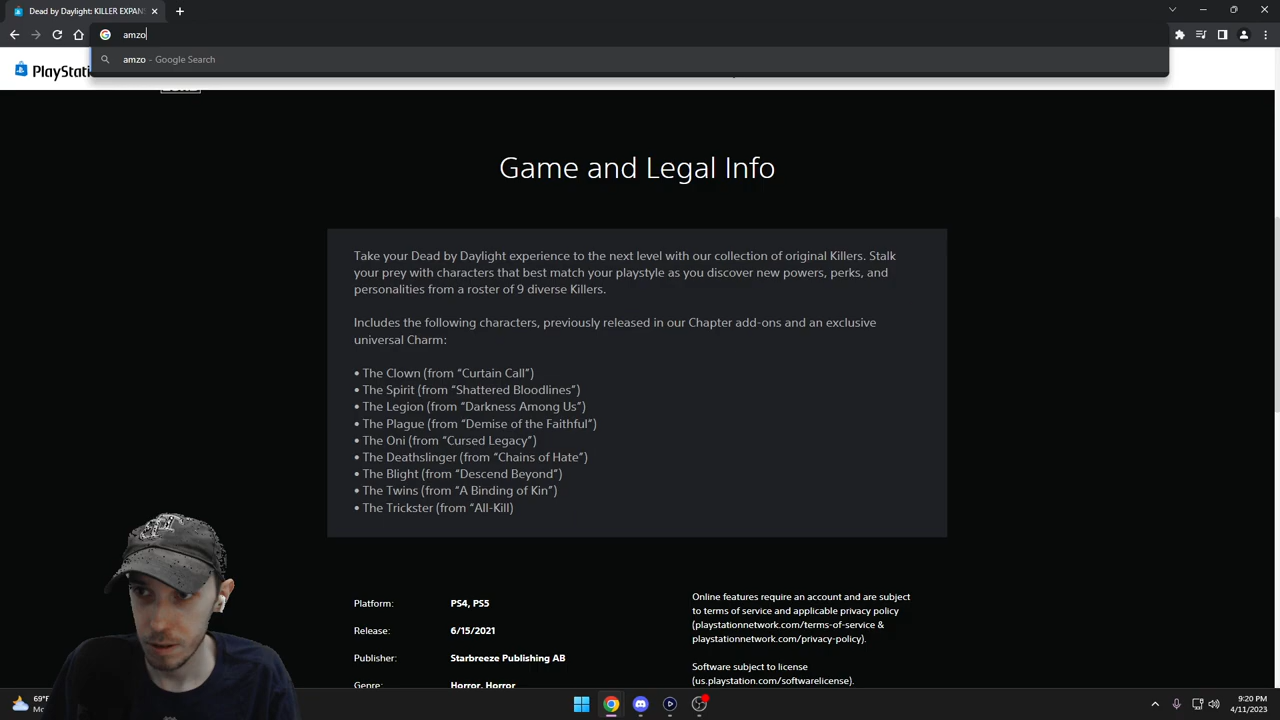 Dead by Daylight: KILLER EXPAN
amzo
amzo - Google Search
PlayStati
Game and Legal Info
Take your Dead by Daylight experience to the next level with our collection of original Killers. Stalk
your prey with characters that best match your playstyle as you discover new powers, perks, and
personalities from a roster of 9 diverse Killers.
Includes the following characters, previously released in our Chapter add-ons and an exclusive
universal Charm:
• The Clown (from “Curtain Call”)
• The Spirit (from “Shattered Bloodlines”)
• The Legion (from “Darkness Among Us”)
• The Plague (from “Demise of the Faithful”)
• The Oni (from “Cursed Legacy”)
• The Deathslinger (from “Chains of Hate”)
• The Blight (from “Descend Beyond”)
• The Twins (from “A Binding of Kin”)
• The Trickster (from “All-Kill)
Platform: PS4, PS5
Release: 6/15/2021
Publisher: Starbreeze Publishing AB
Genre: Horror, Horror
Online features require an account and are subject
to terms of service and applicable privacy policy
(playstationnetwork.com/terms-of-service &
playstationnetwork.com/privacy-policy).
Software subject to license
(us.playstation.com/softwarelicense).
69°F
9:20 PM
4/11/2023